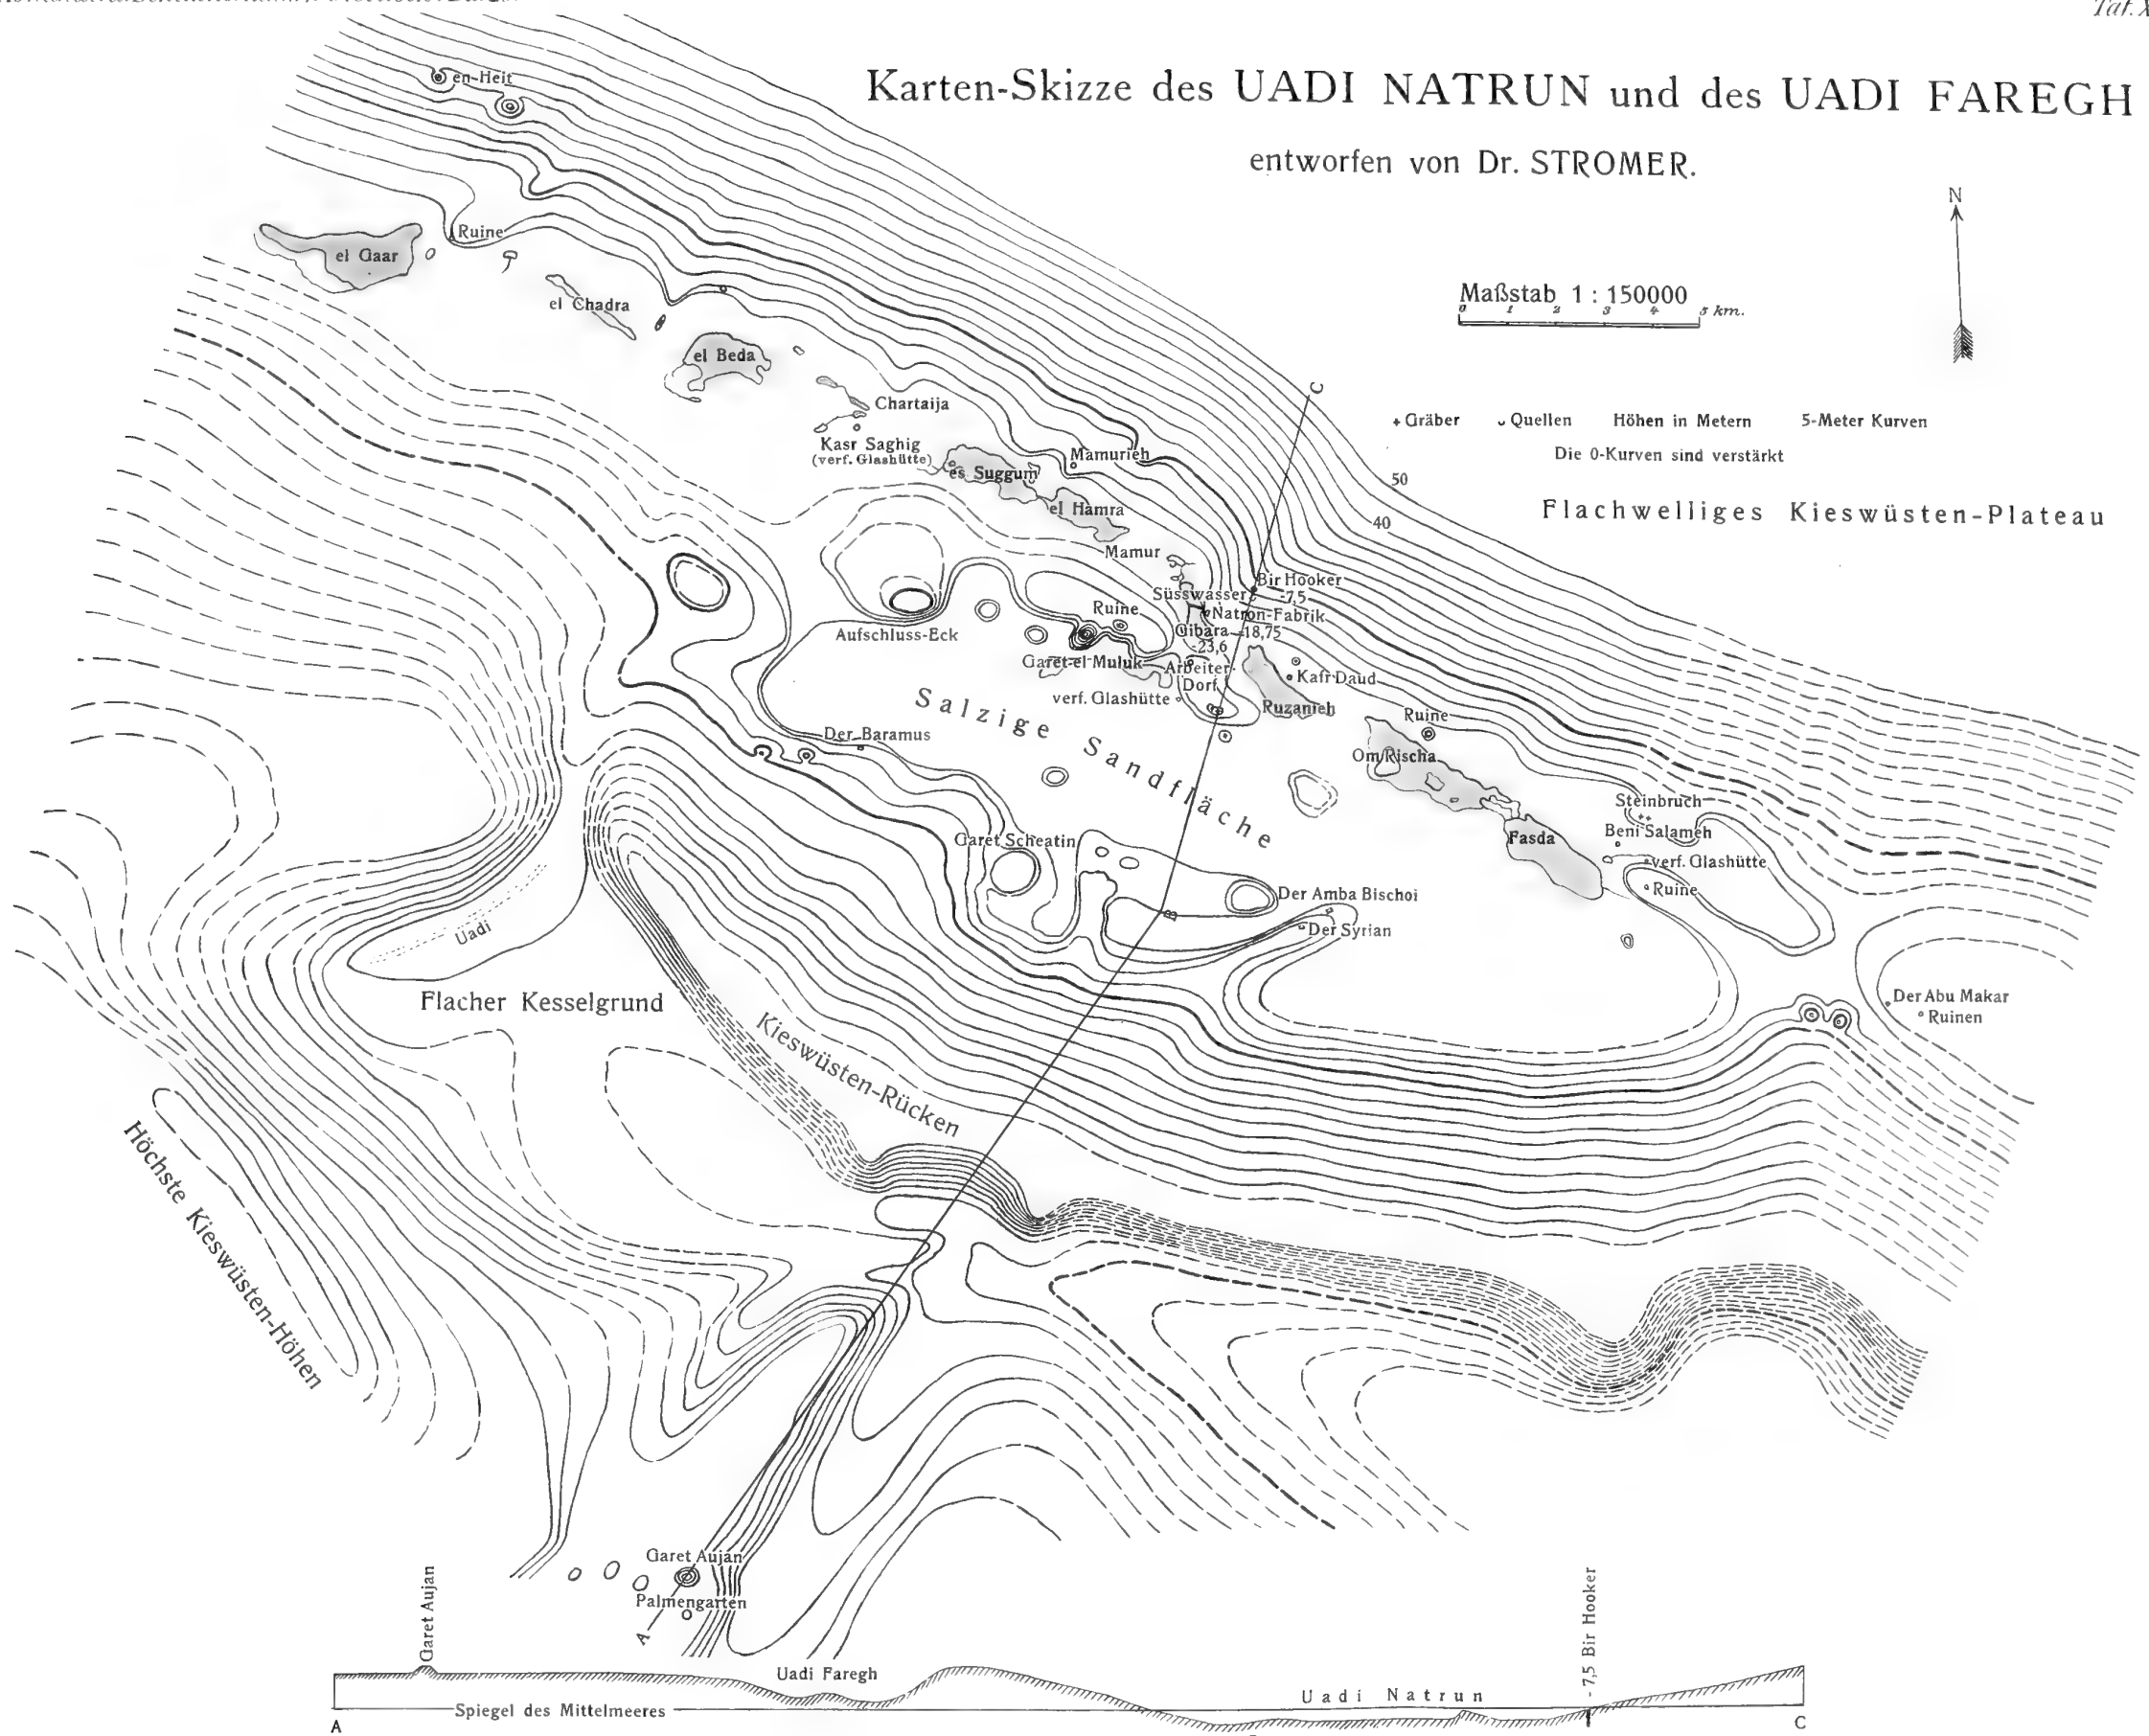 Taf. X
Karten-Skizze des UADI NATRUN und des UADI FAREGH
entworfen von Dr. STROMER.
N
Maßstab 1 : 150000
0 1 2 3 4 5 km.
+ Gräber Quellen Höhen in Metern 5-Meter Kurven
Die 0-Kurven sind verstärkt
Flachwelliges Kieswüsten-Plateau
50
40
C
en-Heit
Ruine
el Gaar
el Chadra
el Beda
Chartaija
Kasr Saghig
(verf. Glashütte)
es Suggum
Mamurieh
el Hamra
Mamur
Bir Hooker
-7,5
Süsswasser
Natron-Fabrik
Ruine
Gibara -18,75
-23,6
Aufschluss-Eck
Garet-el-Muluk
Arbeiter
Dorf
Kafr Daud
verf. Glashütte
Ruzanieh
Salzige Sandfläche
Ruine
Der Baramus
Om Rischa
Steinbruch
Beni Salameh
Fasda
verf. Glashütte
Ruine
Garet Scheatin
Der Amba Bischoi
B
Der Syrian
Uadi
Flacher Kesselgrund
Der Abu Makar
Ruinen
Kieswüsten-Rücken
Höchste Kieswüsten-Höhen
Garet Aujan
Palmengarten
A
Garet Aujan
Uadi Faregh
Uadi Natrun
-7,5 Bir Hooker
Spiegel des Mittelmeeres
A
C